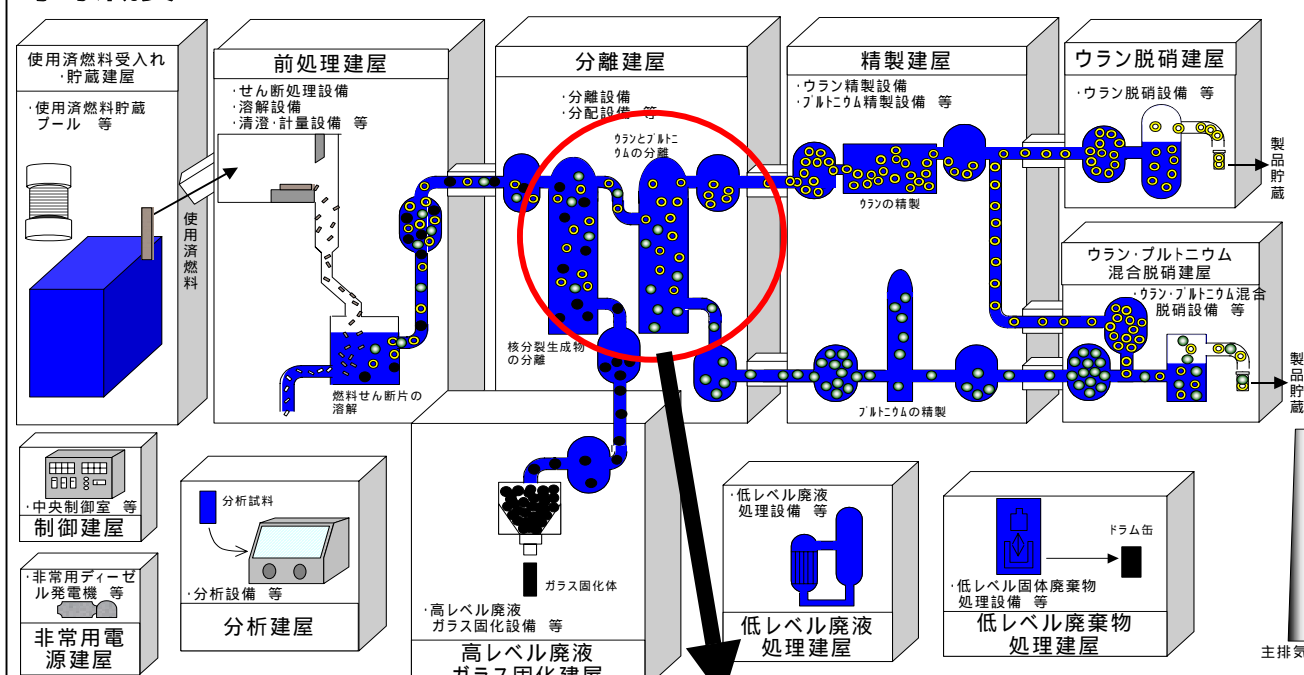 使用済燃料受入れ
・貯蔵建屋
・使用済燃料貯蔵
プール 等
使用済燃料
前処理建屋
・せん断処理設備
・溶解設備
・清澄・計量設備 等
燃料せん断片の
溶解
分離建屋
・分離設備
・分配設備 等
ウランとプルトニ
ウムの分離
核分裂生成物
の分離
精製建屋
・ウラン精製設備
・プルトニウム精製設備 等
ウランの精製
プルトニウムの精製
ウラン脱硝建屋
・ウラン脱硝設備 等
製品貯蔵
ウラン・プルトニウム
混合脱硝建屋
・ウラン・プルトニウム混合
脱硝設備 等
製品貯蔵
・中央制御室 等
制御建屋
・非常用ディーゼ
ル発電機 等
非常用電
源建屋
分析試料
・分析設備 等
分析建屋
ガラス固化体
・高レベル廃液
ガラス固化設備 等
高レベル廃液
ガラス固化建屋
・低レベル廃液
処理設備 等
低レベル廃液
処理建屋
ドラム缶
・低レベル固体廃棄物
処理設備 等
低レベル廃棄物
処理建屋
主排気